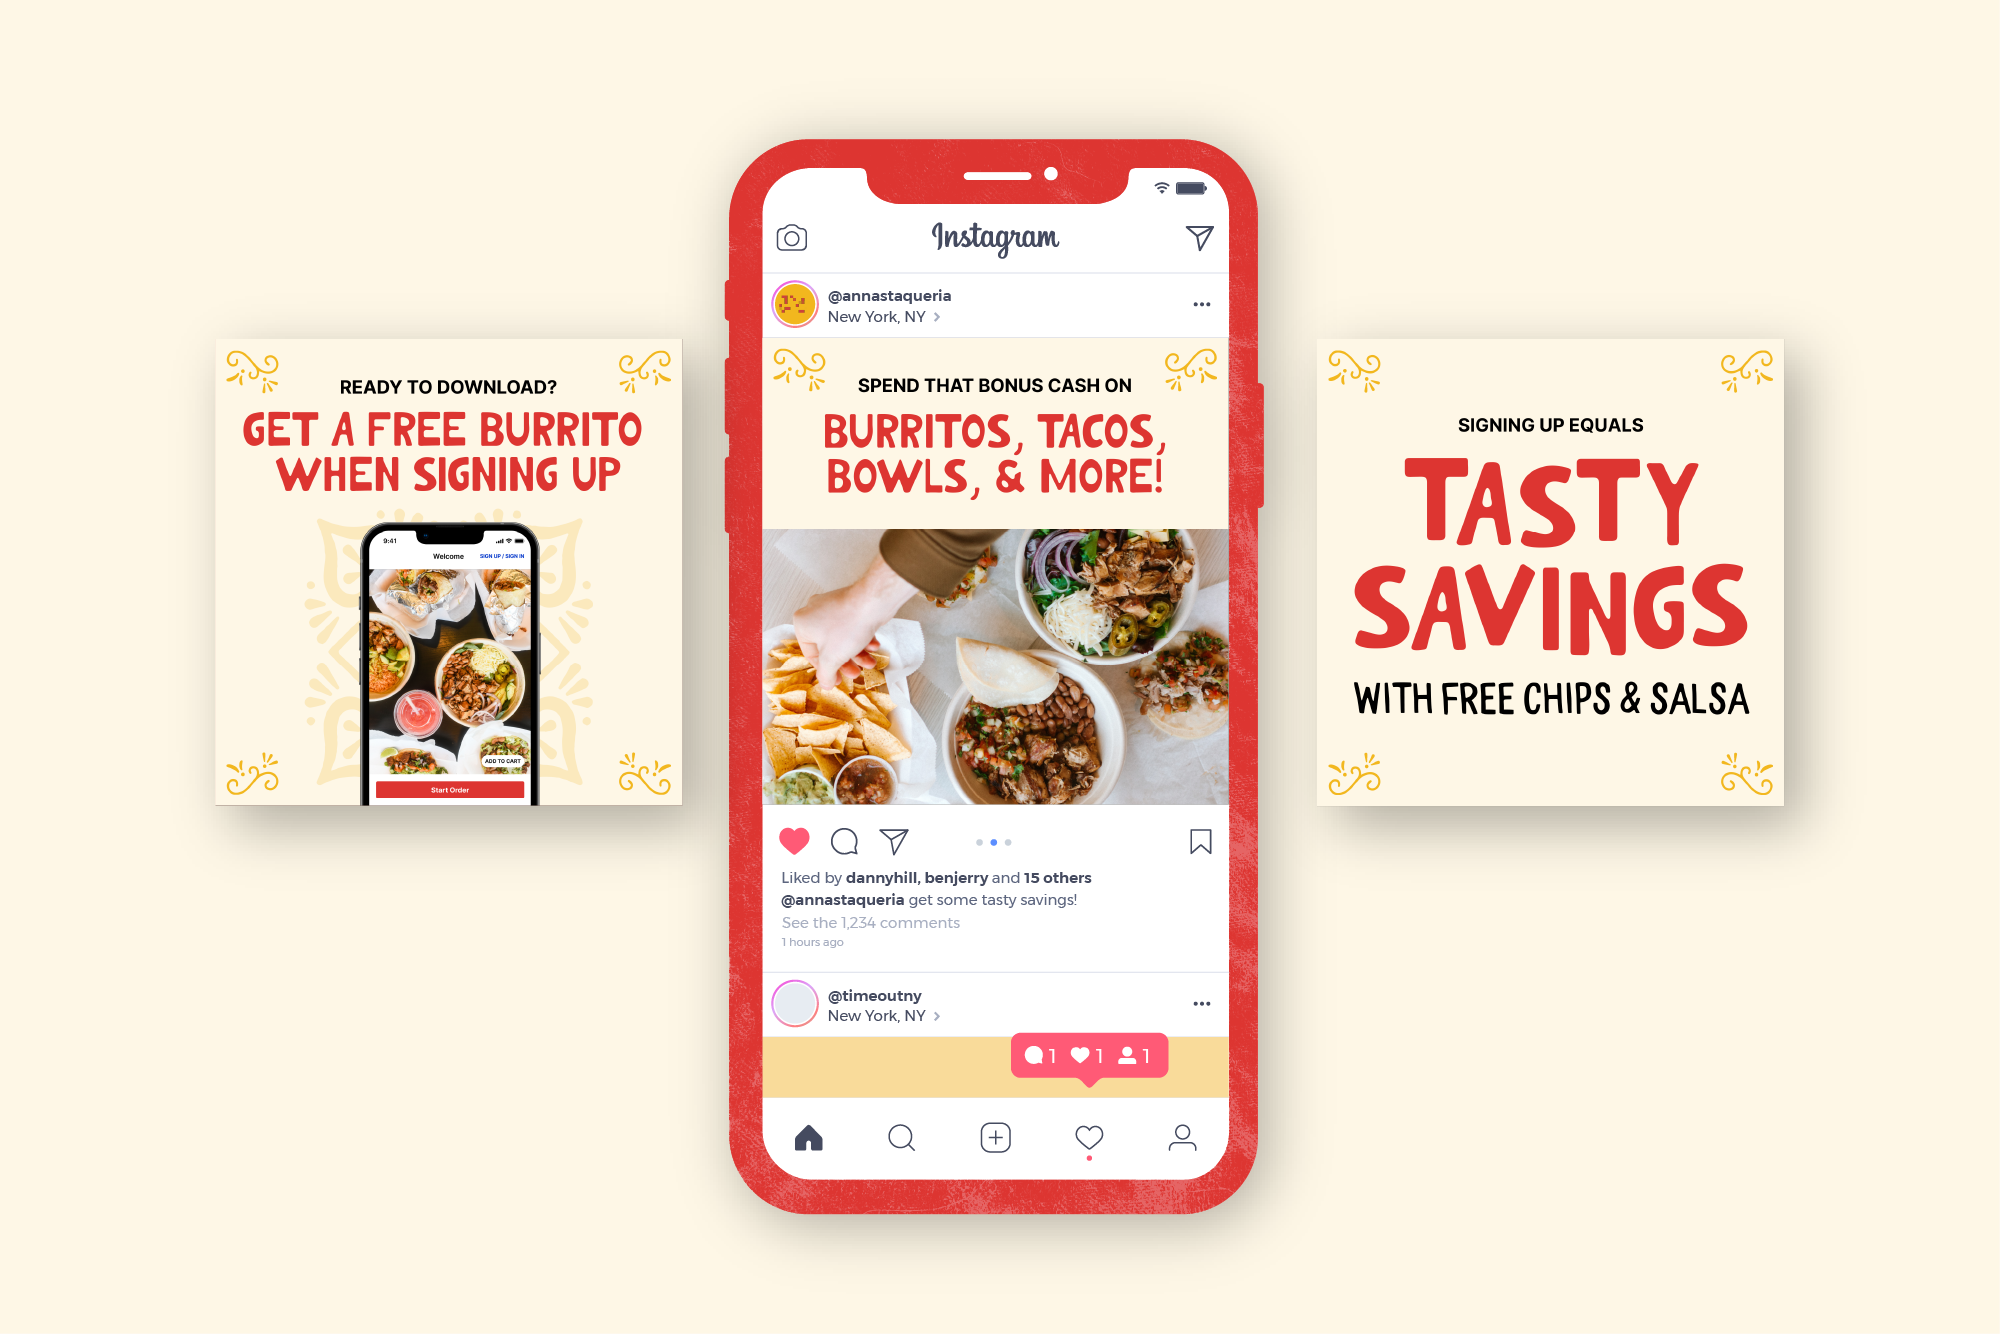 READY TO DOWNLOAD?
GET A FREE BURRITO
WHEN SIGNING UP
9:41
Welcome
SIGN UP / SIGN IN
ADD TO CART
Start Order
Instagram
@annastaqueria
New York, NY
SPEND THAT BONUS CASH ON
BURRITOS, TACOS,
BOWLS, & MORE!
Liked by dannyhill, benjerry and 15 others
@annastaqueria get some tasty savings!
See the 1,234 comments
1 hours ago
@timeoutny
New York, NY
1 1 1
SIGNING UP EQUALS
TASTY
SAVINGS
WITH FREE CHIPS & SALSA